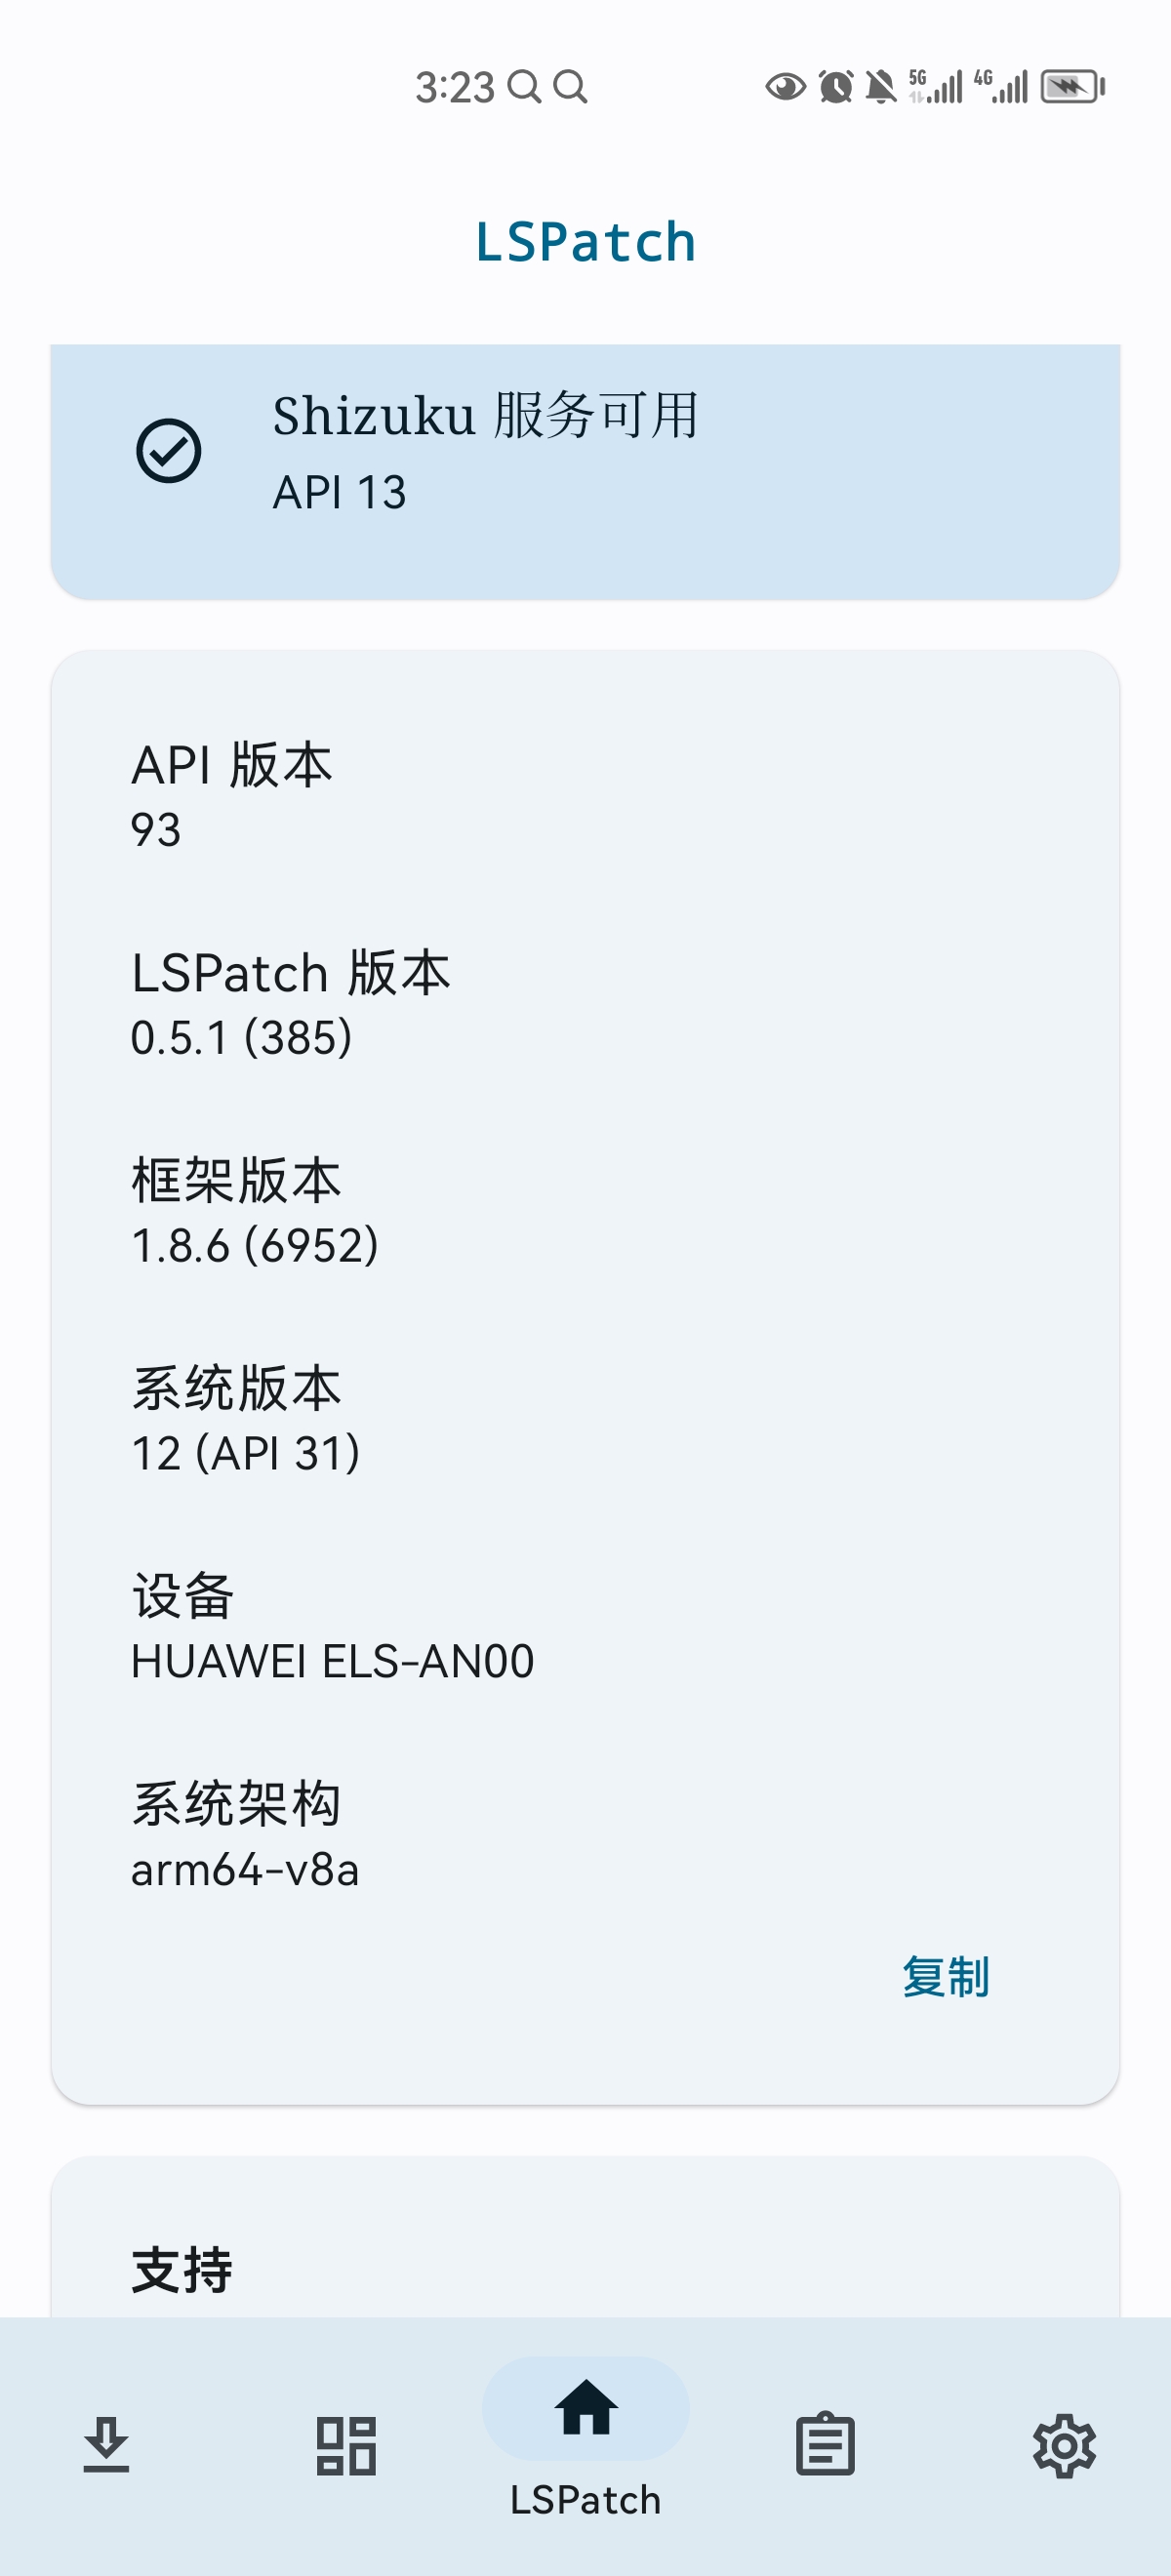 3:23
5G
4G
LSPatch
Shizuku 服务可用
API 13
API 版本
93
LSPatch 版本
0.5.1 (385)
框架版本
1.8.6 (6952)
系统版本
12 (API 31)
设备
HUAWEI ELS-AN00
系统架构
arm64-v8a
复制
支持
LSPatch